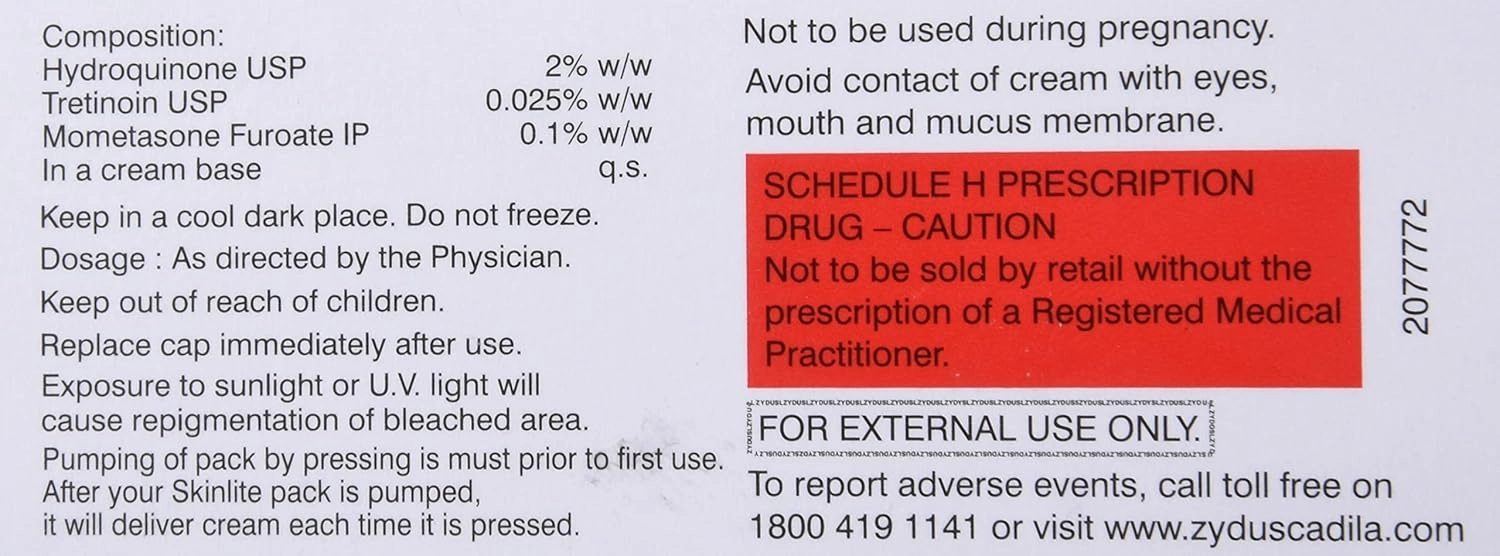 Composition:
Hydroquinone USP 2% w/w
Tretinoin USP 0.025% w/w
Mometasone Furoate IP 0.1% w/w
In a cream base q.s.
Keep in a cool dark place. Do not freeze.
Dosage : As directed by the Physician.
Keep out of reach of children.
Replace cap immediately after use.
Exposure to sunlight or U.V. light will
cause repigmentation of bleached area.
Pumping of pack by pressing is must prior to first use.
After your Skinlite pack is pumped,
it will deliver cream each time it is pressed.
Not to be used during pregnancy.
Avoid contact of cream with eyes,
mouth and mucus membrane.
SCHEDULE H PRESCRIPTION
DRUG – CAUTION
Not to be sold by retail without the
prescription of a Registered Medical
Practitioner.
FOR EXTERNAL USE ONLY.
To report adverse events, call toll free on
1800 419 1141 or visit www.zyduscadila.com
2077772